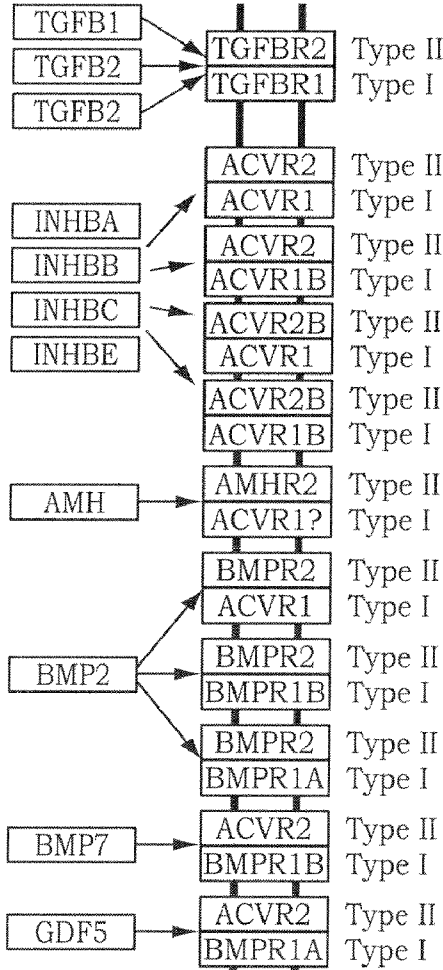 TGFB1
TGFB2
TGFB2
TGFBR2 Type II
TGFBR1 Type I
ACVR2 Type II
ACVR1 Type I
INHBA
INHBB
INHBC
INHBE
ACVR2 Type II
ACVR1B Type I
ACVR2B Type II
ACVR1 Type I
ACVR2B Type II
ACVR1B Type I
AMH
AMHR2 Type II
ACVR1? Type I
BMPR2 Type II
ACVR1 Type I
BMP2
BMPR2 Type II
BMPR1B Type I
BMPR2 Type II
BMPR1A Type I
BMP7
ACVR2 Type II
BMPR1B Type I
GDF5
ACVR2 Type II
BMPR1A Type I